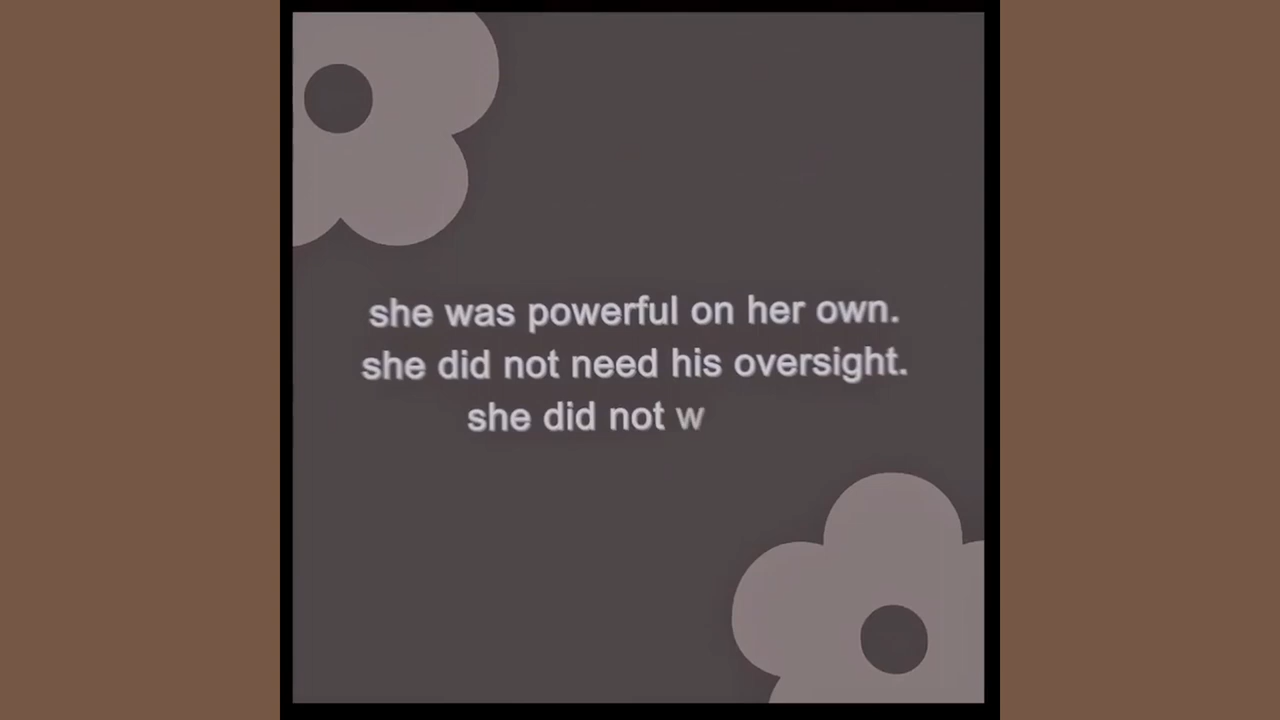 she was powerful on her own.
she did not need his oversight.
she did not w